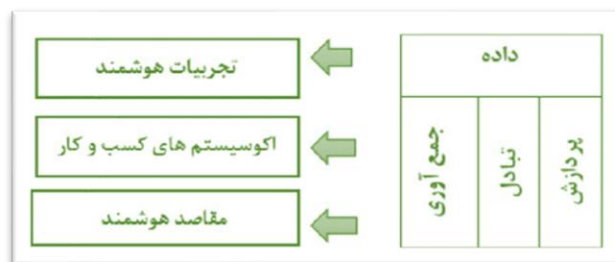 داده
پردازش
تبادل
جمع آوری
تجربیات هوشمند
اکوسیستم های کسب و کار
مقاصد هوشمند